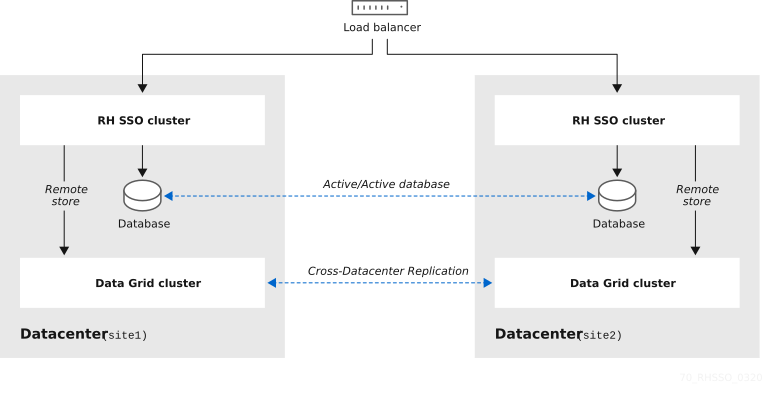 Load balancer
RH SSO cluster
RH SSO cluster
Remote
store
Active/Active database
Remote
store
Database
Database
Cross-Datacenter Replication
Data Grid cluster
Data Grid cluster
Datacenter(site1)
Datacenter(site2)
70_RHSSO_0320